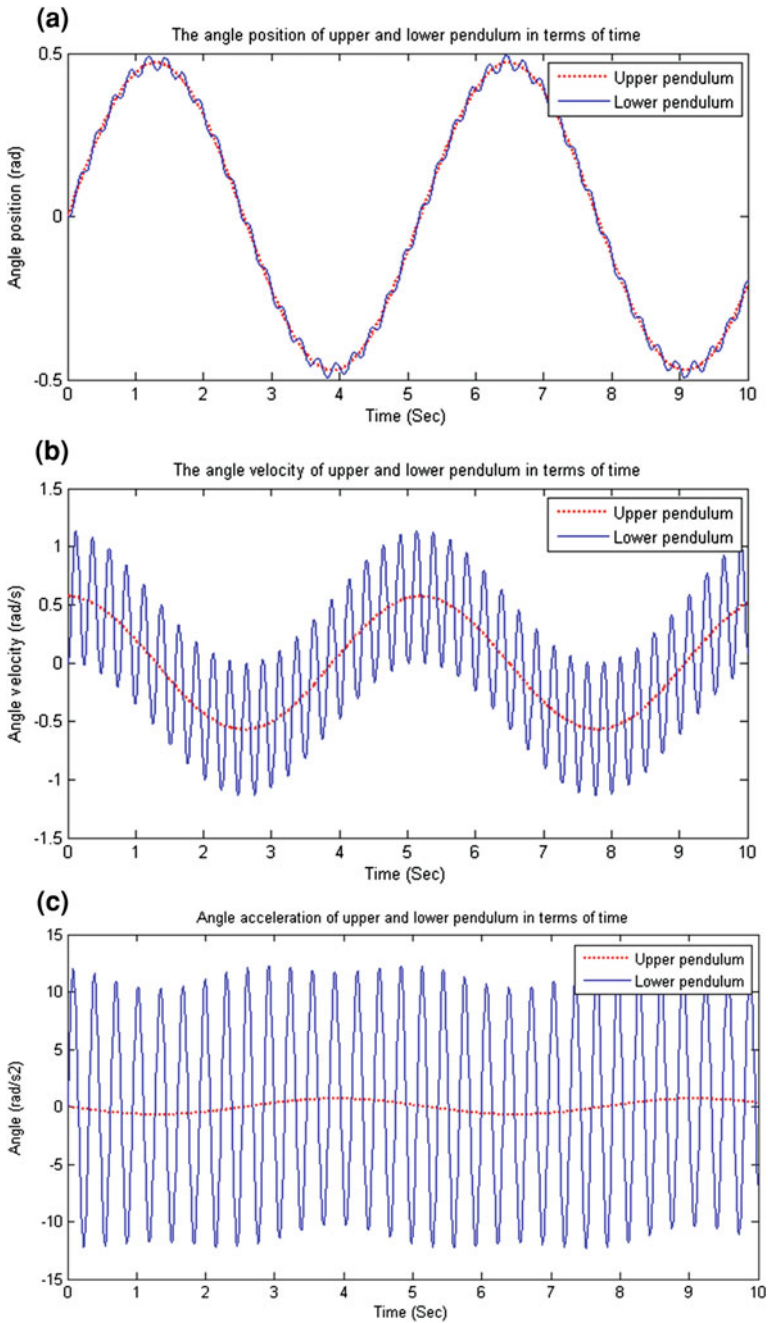 (a)
The angle position of upper and lower pendulum in terms of time
Upper pendulum
Lower pendulum
Angle position (rad)
0.5
0
-0.5
0 1 2 3 4 5 6 7 8 9 10
Time (Sec)
(b)
The angle velocity of upper and lower pendulum in terms of time
Upper pendulum
Lower pendulum
Angle velocity (rad/s)
1.5
1
0.5
0
-0.5
-1
-1.5
0 1 2 3 4 5 6 7 8 9 10
Time (Sec)
(c)
Angle acceleration of upper and lower pendulum in terms of time
Upper pendulum
Lower pendulum
Angle (rad/s2)
15
10
5
0
-5
-10
-15
0 1 2 3 4 5 6 7 8 9 10
Time (Sec)